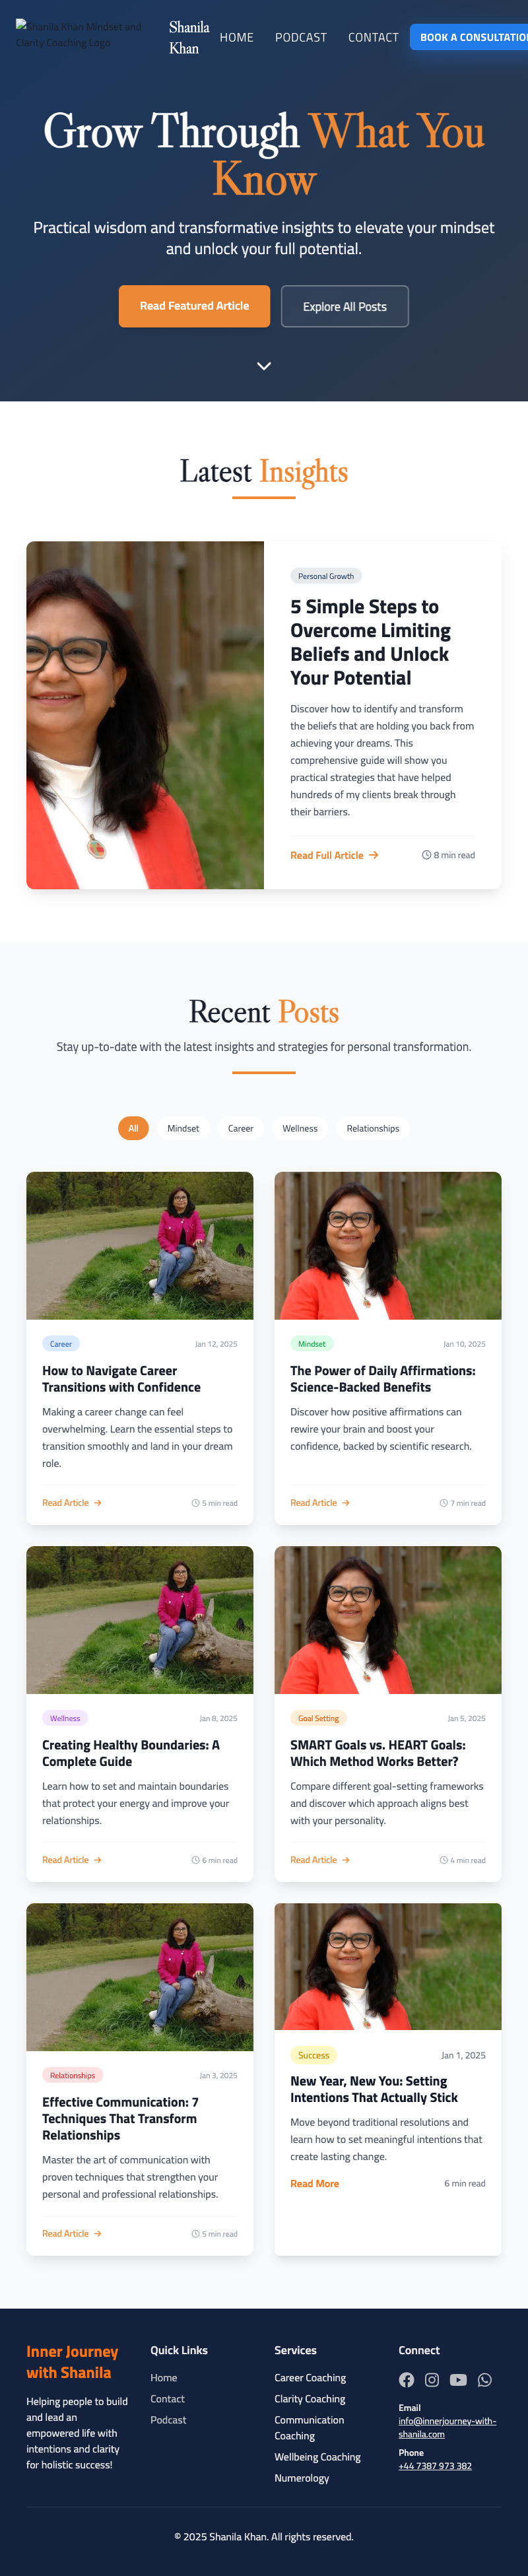 Shanila Khan Mindset and
Clarity Coaching Logo
Shanila
Khan
HOME
PODCAST
CONTACT
BOOK A CONSULTATION
Grow Through What You
Know
Practical wisdom and transformative insights to elevate your mindset
and unlock your full potential.
Read Featured Article
Explore All Posts
Latest Insights
Personal Growth
5 Simple Steps to
Overcome Limiting
Beliefs and Unlock
Your Potential
Discover how to identify and transform
the beliefs that are holding you back from
achieving your dreams. This
comprehensive guide will show you
practical strategies that have helped
hundreds of my clients break through
their barriers.
Read Full Article
8 min read
Recent Posts
Stay up-to-date with the latest insights and strategies for personal transformation.
All
Mindset
Career
Wellness
Relationships
Career
Jan 12, 2025
How to Navigate Career
Transitions with Confidence
Making a career change can feel
overwhelming. Learn the essential steps to
transition smoothly and land in your dream
role.
Read Article
5 min read
Mindset
Jan 10, 2025
The Power of Daily Affirmations:
Science-Backed Benefits
Discover how positive affirmations can
rewire your brain and boost your
confidence, backed by scientific research.
Read Article
7 min read
Wellness
Jan 8, 2025
Creating Healthy Boundaries: A
Complete Guide
Learn how to set and maintain boundaries
that protect your energy and improve your
relationships.
Read Article
6 min read
Goal Setting
Jan 5, 2025
SMART Goals vs. HEART Goals:
Which Method Works Better?
Compare different goal-setting frameworks
and discover which approach aligns best
with your personality.
Read Article
4 min read
Relationships
Jan 3, 2025
Effective Communication: 7
Techniques That Transform
Relationships
Master the art of communication with
proven techniques that strengthen your
personal and professional relationships.
Read Article
5 min read
Success
Jan 1, 2025
New Year, New You: Setting
Intentions That Actually Stick
Move beyond traditional resolutions and
learn how to set meaningful intentions that
create lasting change.
Read More
6 min read
Inner Journey
with Shanila
Helping people to build
and lead an
empowered life with
intentions and clarity
for holistic success!
Quick Links
Home
Contact
Podcast
Services
Career Coaching
Clarity Coaching
Communication
Coaching
Wellbeing Coaching
Numerology
Connect
Email
info@innerjourney-with-
shanila.com
Phone
+44 7387 973 382
© 2025 Shanila Khan. All rights reserved.